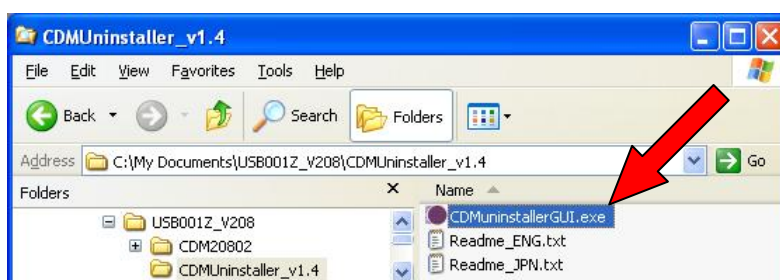 CDMUninstaller_v1.4
File Edit View Favorites Tools Help
Back Search Folders
Address C:\My Documents\USB001Z_V208\CDMUninstaller_v1.4 Go
Folders x Name
USB001Z_V208 CDMuninstallerGUI.exe
CDM20802 Readme_ENG.txt
CDMUninstaller_v1.4 Readme_JPN.txt